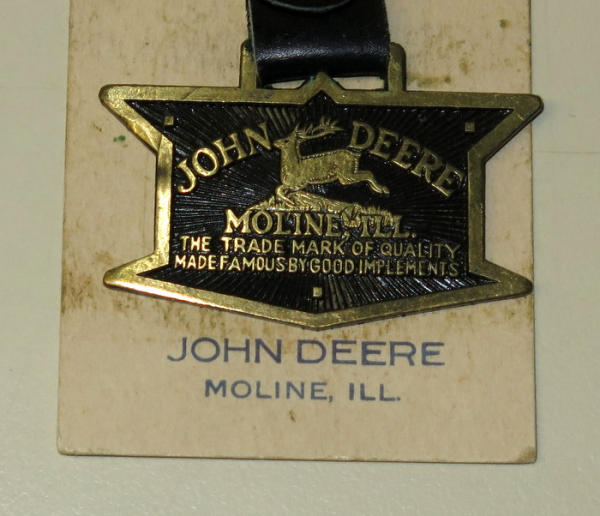 JOHN DEERE
MOLINE, ILL.
THE TRADE MARK OF QUALITY
MADE FAMOUS BY GOOD IMPLEMENTS
JOHN DEERE
MOLINE, ILL.